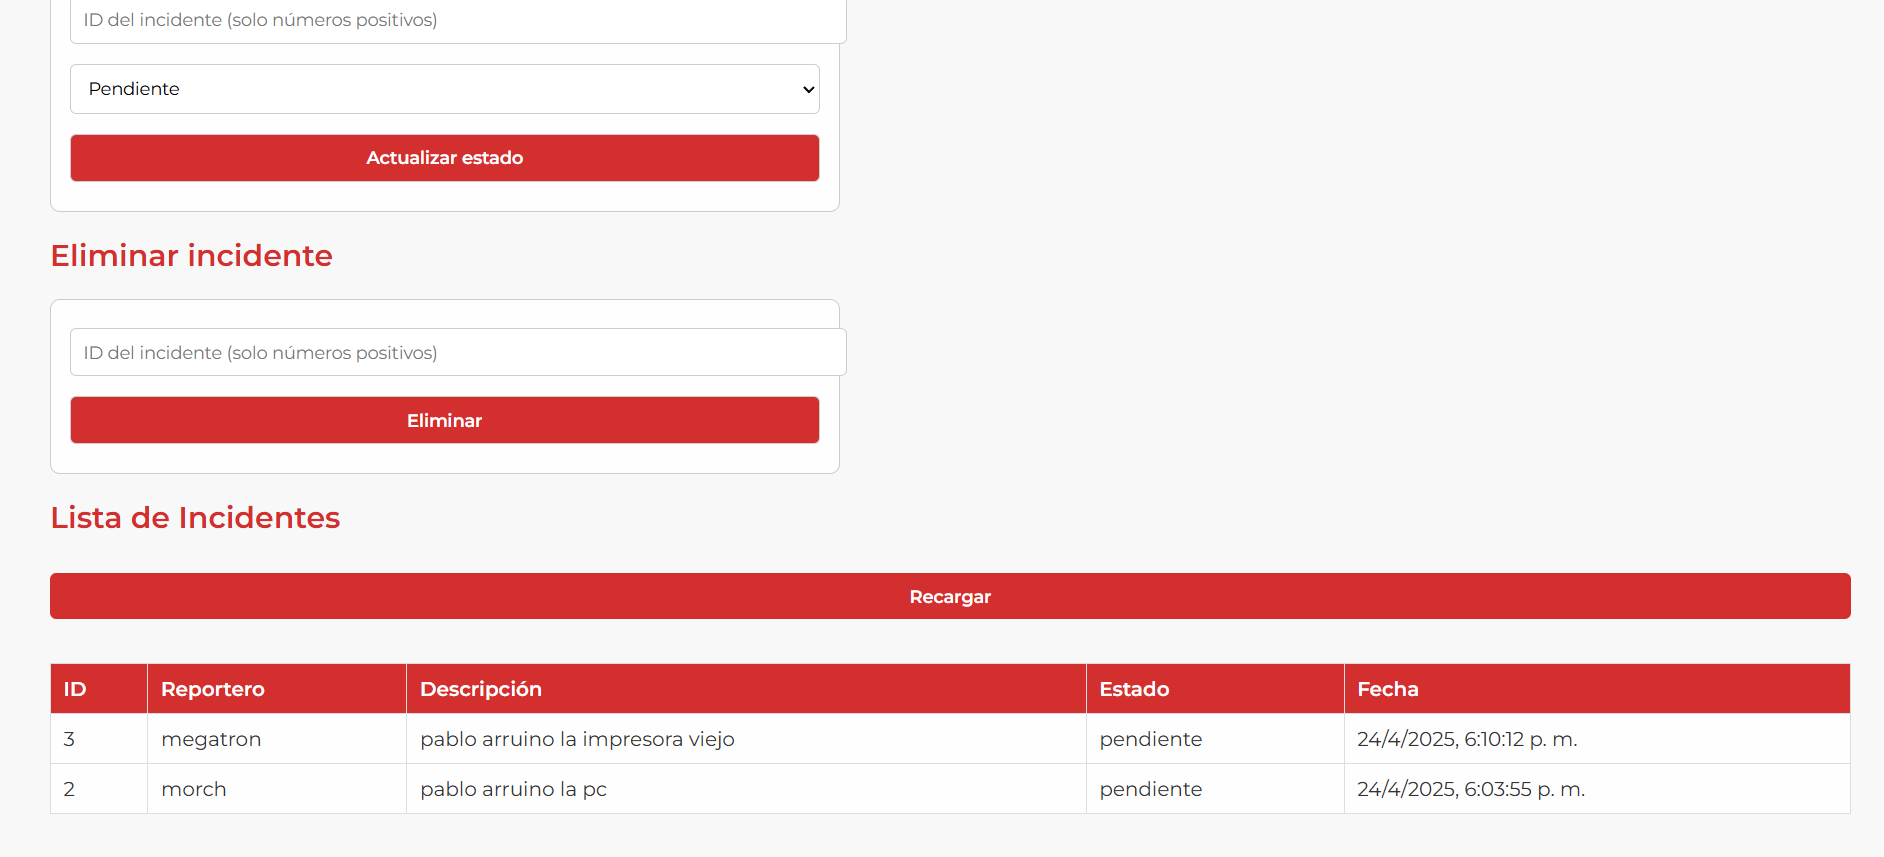 ID del incidente (solo números positivos)
Pendiente
Actualizar estado
Eliminar incidente
ID del incidente (solo números positivos)
Eliminar
Lista de Incidentes
Recargar
ID Reportero Descripción Estado Fecha
3 megatron pablo arruino la impresora viejo pendiente 24/4/2025, 6:10:12 p. m.
2 morch pablo arruino la pc pendiente 24/4/2025, 6:03:55 p. m.